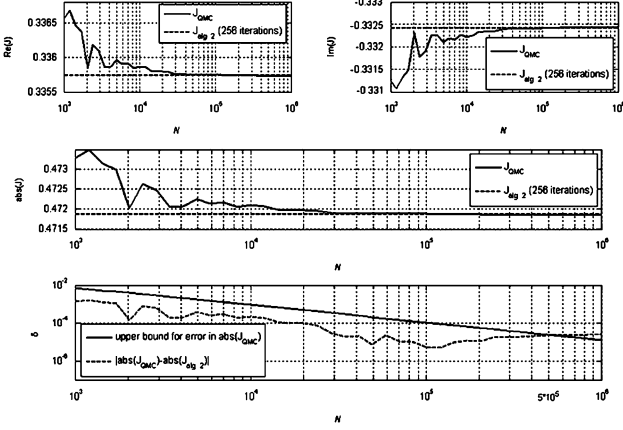 0.3365
0.336
0.3355
Re(J)
J_QMC
J_alg 2 (256 iterations)
10^3
10^4
10^5
10^6
N
-0.333
-0.3325
-0.332
-0.3315
-0.331
Im(J)
J_QMC
J_alg 2 (256 iterations)
10^3
10^4
10^5
10^6
N
0.473
0.4725
0.472
0.4715
abs(J)
J_QMC
J_alg 2 (256 iterations)
10^3
10^4
10^5
10^6
N
10^-2
10^-4
10^-6
δ
upper bound for error in abs(J_QMC)
|abs(J_QMC)-abs(J_alg 2)|
10^3
10^4
10^5
5*10^5
10^6
N